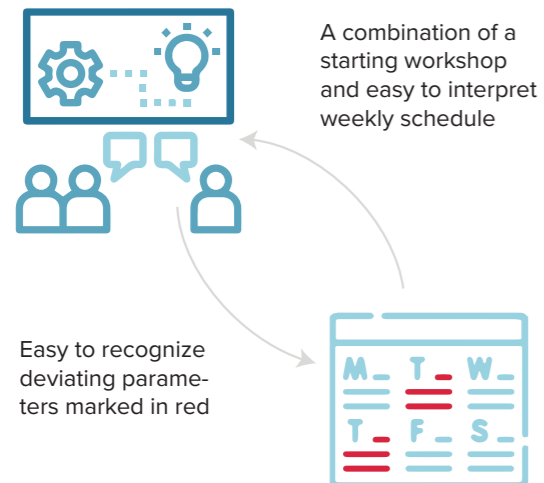 A combination of a
starting workshop
and easy to interpret
weekly schedule
Easy to recognize
deviating parame-
ters marked in red
M T W
T F S